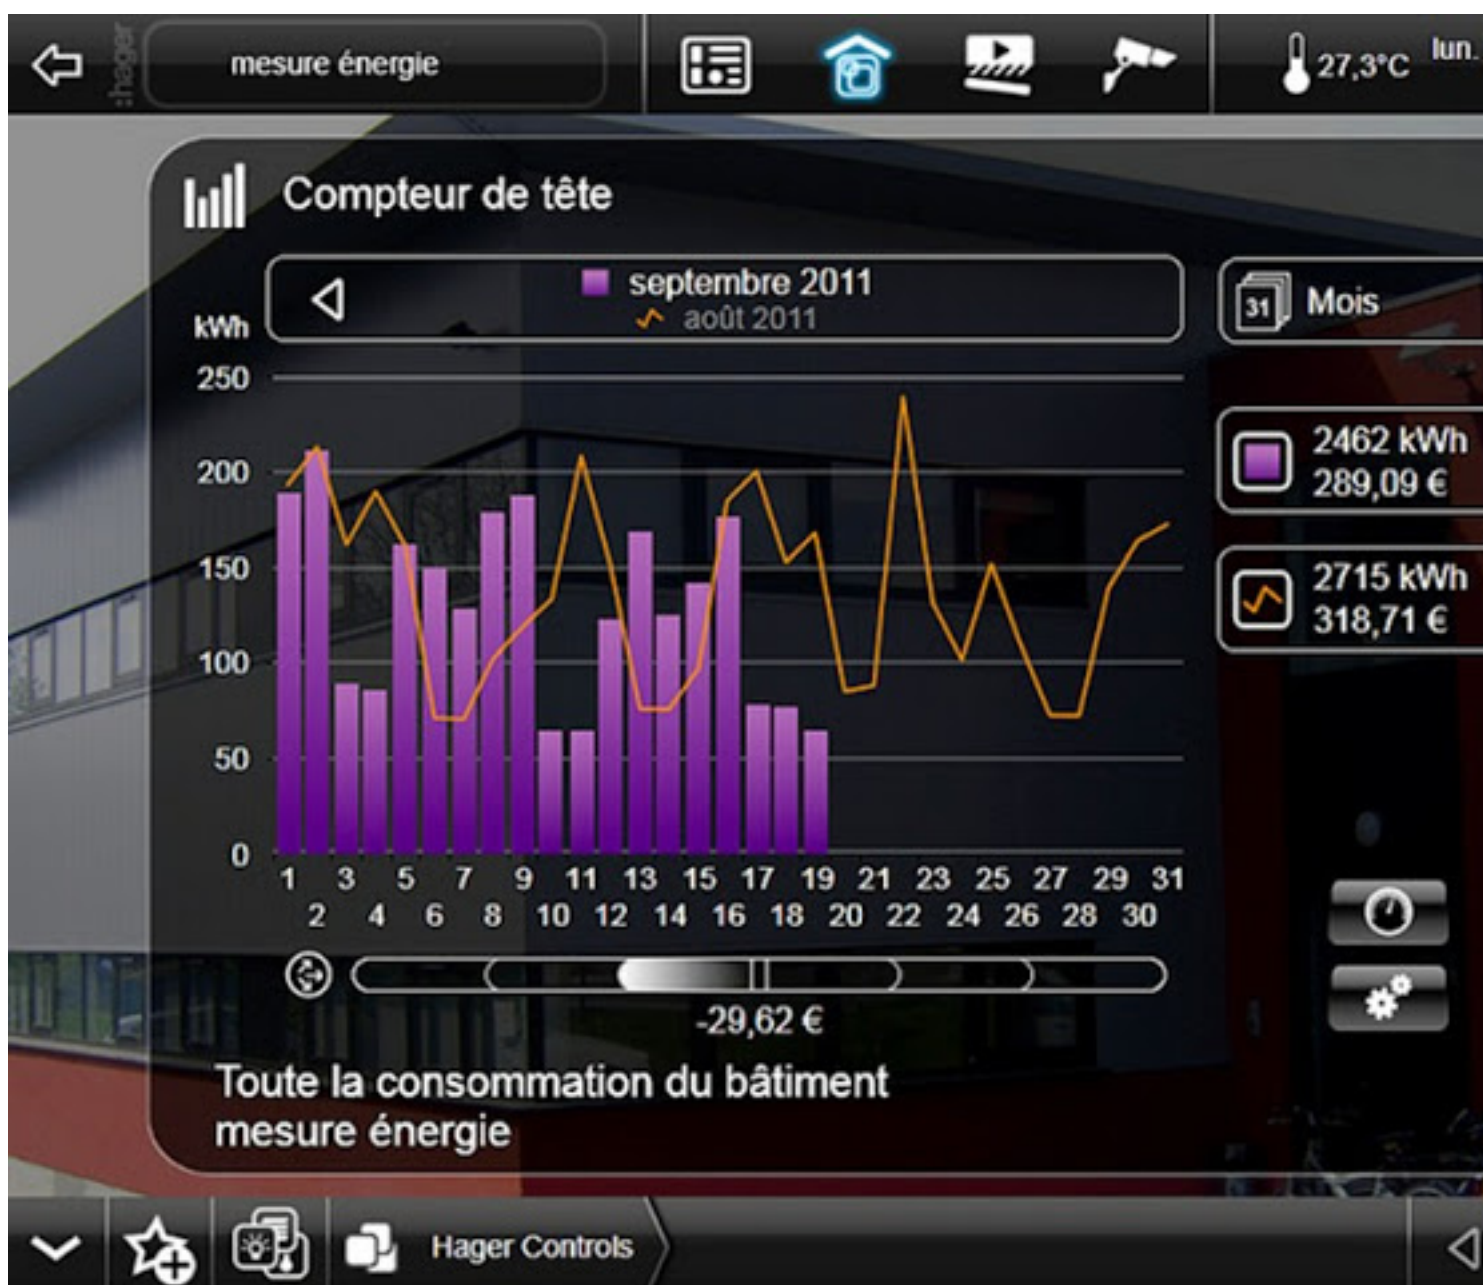 :hager
mesure énergie
27,3°C
lun.
Compteur de tête
septembre 2011
août 2011
31
Mois
kWh
250
200
150
100
50
0
2462 kWh
289,09 €
2715 kWh
318,71 €
1 3 5 7 9 11 13 15 17 19 21 23 25 27 29 31
2 4 6 8 10 12 14 16 18 20 22 24 26 28 30
-29,62 €
Toute la consommation du bâtiment
mesure énergie
Hager Controls